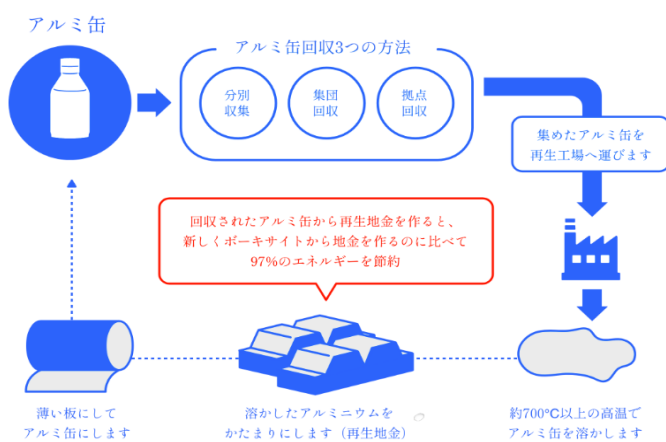 アルミ缶
アルミ缶回収3つの方法
分別
収集
集団
回収
拠点
回収
集めたアルミ缶を
再生工場へ運びます
回収されたアルミ缶から再生地金を作ると、
新しくボーキサイトから地金を作るのに比べて
97%のエネルギーを節約
薄い板にして
アルミ缶にします
溶かしたアルミニウムを
かたまりにします（再生地金）
約700℃以上の高温で
アルミ缶を溶かします